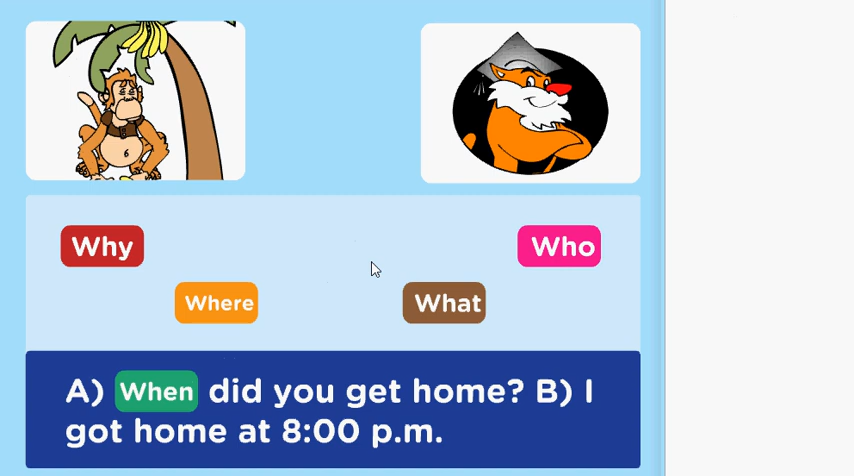 Why
Who
Where
What
A) When did you get home? B) I
got home at 8:00 p.m.